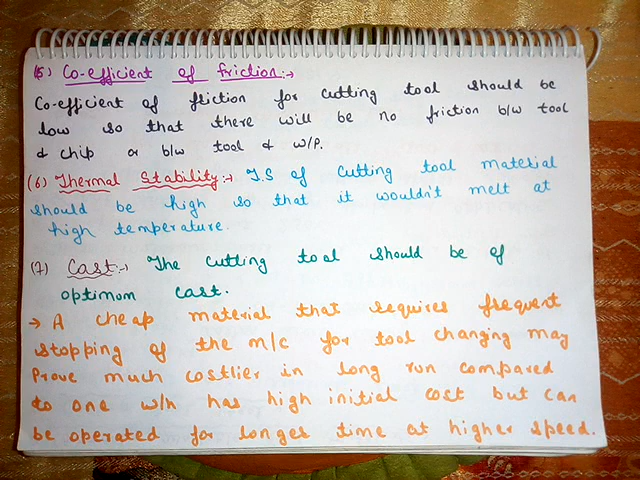 (5) Co-efficient of friction:→
Co-efficient of friction for cutting tool should be
low so that there will be no friction b/w tool
& chip or b/w tool & W/P.
(6) Thermal Stability:→ T.S of cutting tool material
should be high so that it wouldn't melt at
high temperature.
(7) Cast:→ The cutting tool should be of
optimom cast.
→ A cheap material that requires frequent
stopping of the m/c for tool changing may
Prove much costlier in long run compared
to one w/h has high initial cost but can
be operated for longer time at higher speed.